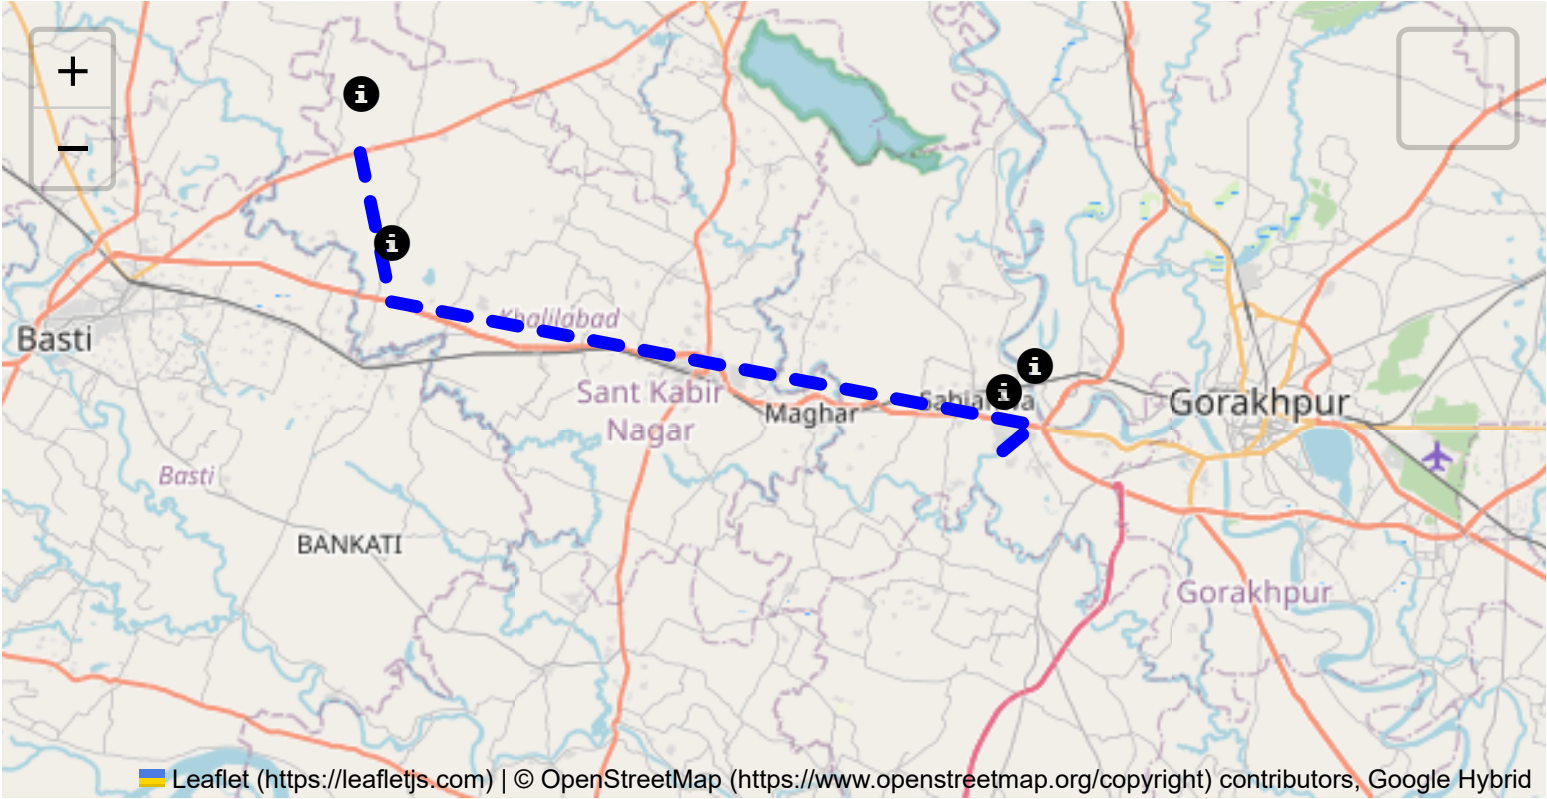 +
−
i
i
Khalilabad
Basti
i
i
Sant Kabir
Nagar
Maghar
Gorakhpur
Basti
BANKATI
Gorakhpur
Leaflet (https://leafletjs.com) | © OpenStreetMap (https://www.openstreetmap.org/copyright) contributors, Google Hybrid